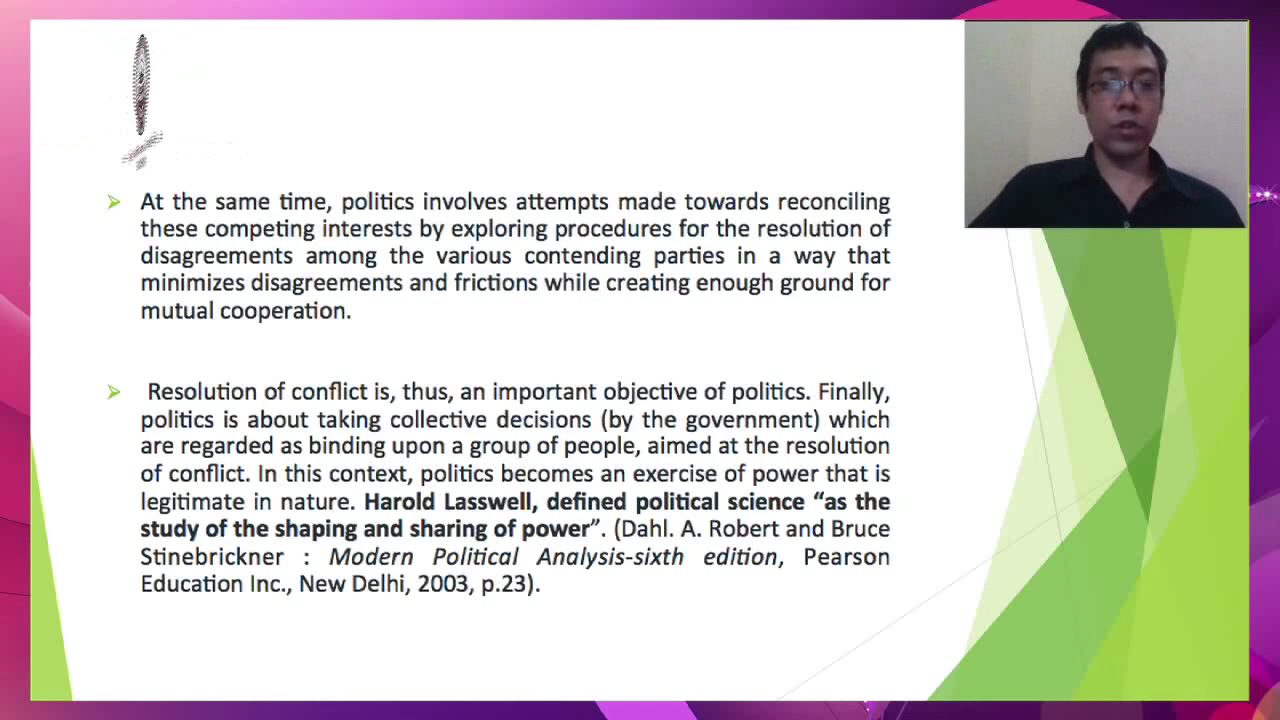 At the same time, politics involves attempts made towards reconciling
these competing interests by exploring procedures for the resolution of
disagreements among the various contending parties in a way that
minimizes disagreements and frictions while creating enough ground for
mutual cooperation.
Resolution of conflict is, thus, an important objective of politics. Finally,
politics is about taking collective decisions (by the government) which
are regarded as binding upon a group of people, aimed at the resolution
of conflict. In this context, politics becomes an exercise of power that is
legitimate in nature. Harold Lasswell, defined political science “as the
study of the shaping and sharing of power”. (Dahl. A. Robert and Bruce
Stinebrickner : Modern Political Analysis-sixth edition, Pearson
Education Inc., New Delhi, 2003, p.23).